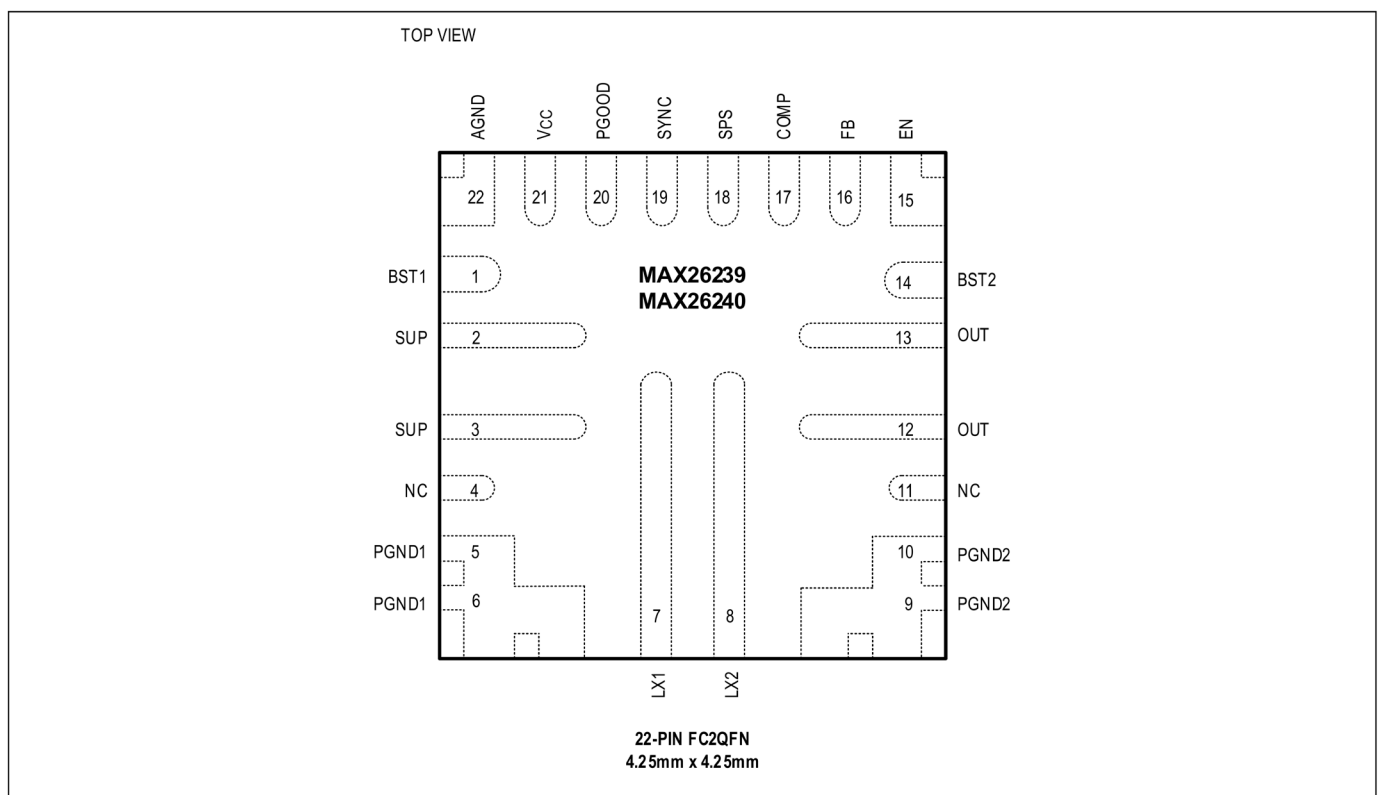 TOP VIEW
AGND
VCC
PGOOD
SYNC
SPS
COMP
FB
EN
22
21
20
19
18
17
16
15
BST1
1
MAX26239
MAX26240
14
BST2
SUP
2
13
OUT
SUP
3
12
OUT
NC
4
11
NC
PGND1
5
10
PGND2
PGND1
6
9
PGND2
7
8
LX1
LX2
22-PIN FC2QFN
4.25mm x 4.25mm